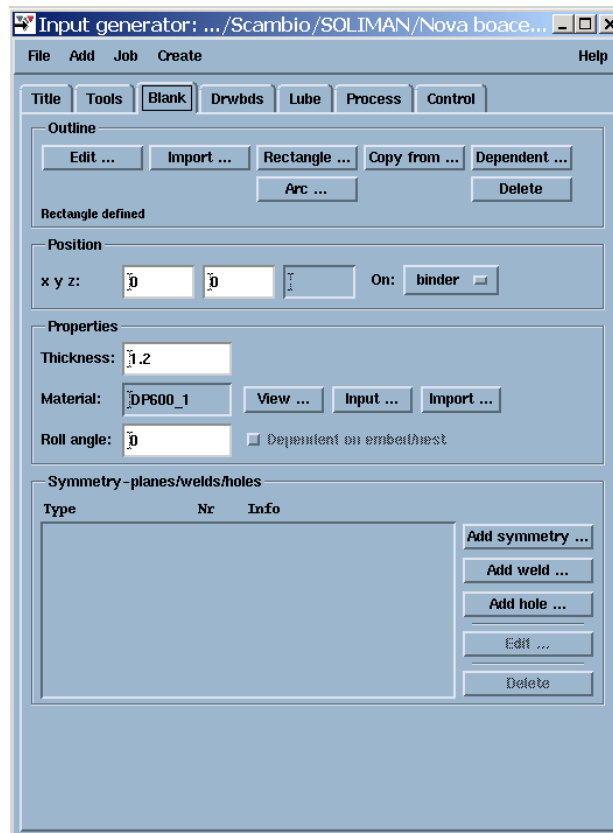 Input generator: .../Scambio/SOLIMAN/Nova boace...
File Add Job Create Help
Title Tools Blank Drwbds Lube Process Control
Outline
Edit ... Import ... Rectangle ... Copy from ... Dependent ...
Arc ... Delete
Rectangle defined
Position
x y z: 0 0 On: binder
Properties
Thickness: 1.2
Material: DP600_1 View ... Input ... Import ...
Roll angle: 0 Dependent on embed/nest
Symmetry-planes/welds/holes
Type Nr Info
Add symmetry ...
Add weld ...
Add hole ...
Edit ...
Delete